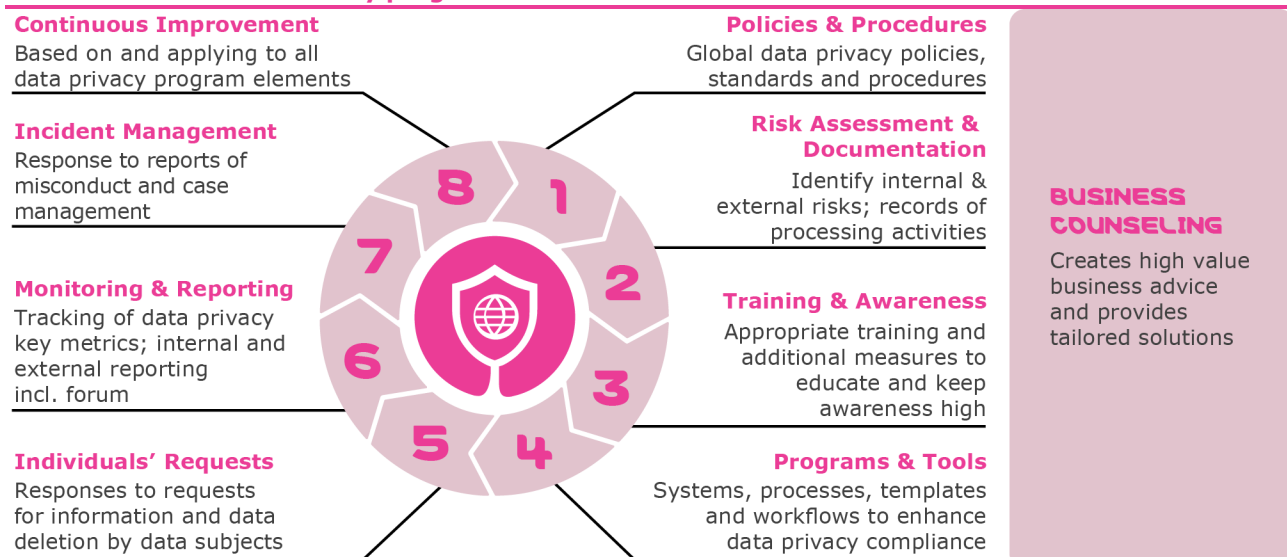 Continuous Improvement
Based on and applying to all
data privacy program elements
Incident Management
Response to reports of
misconduct and case
management
Monitoring & Reporting
Tracking of data privacy
key metrics; internal and
external reporting
incl. forum
Individuals’ Requests
Responses to requests
for information and data
deletion by data subjects
8
1
7
2
6
3
5
4
Policies & Procedures
Global data privacy policies,
standards and procedures
Risk Assessment &
Documentation
Identify internal &
external risks; records of
processing activities
Training & Awareness
Appropriate training and
additional measures to
educate and keep
awareness high
Programs & Tools
Systems, processes, templates
and workflows to enhance
data privacy compliance
BUSINESS
COUNSELING
Creates high value
business advice
and provides
tailored solutions